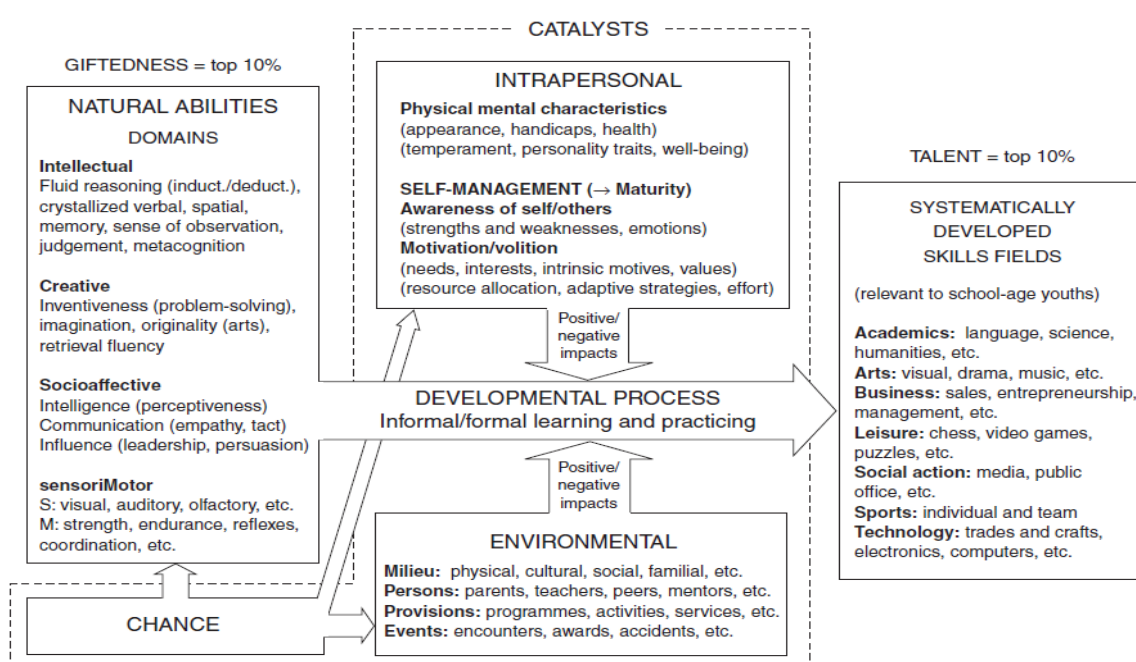 CATALYSTS
GIFTEDNESS = top 10%
NATURAL ABILITIES
DOMAINS
Intellectual
Fluid reasoning (induct./deduct.),
crystallized verbal, spatial,
memory, sense of observation,
judgement, metacognition
Creative
Inventiveness (problem-solving),
imagination, originality (arts),
retrieval fluency
Socioaffective
Intelligence (perceptiveness)
Communication (empathy, tact)
Influence (leadership, persuasion)
sensoriMotor
S: visual, auditory, olfactory, etc.
M: strength, endurance, reflexes,
coordination, etc.
CHANCE
INTRAPERSONAL
Physical mental characteristics
(appearance, handicaps, health)
(temperament, personality traits, well-being)
SELF-MANAGEMENT (→ Maturity)
Awareness of self/others
(strengths and weaknesses, emotions)
Motivation/volition
(needs, interests, intrinsic motives, values)
(resource allocation, adaptive strategies, effort)
Positive/
negative
impacts
DEVELOPMENTAL PROCESS
Informal/formal learning and practicing
Positive/
negative
impacts
ENVIRONMENTAL
Milieu: physical, cultural, social, familial, etc.
Persons: parents, teachers, peers, mentors, etc.
Provisions: programmes, activities, services, etc.
Events: encounters, awards, accidents, etc.
TALENT = top 10%
SYSTEMATICALLY
DEVELOPED
SKILLS FIELDS
(relevant to school-age youths)
Academics: language, science,
humanities, etc.
Arts: visual, drama, music, etc.
Business: sales, entrepreneurship,
management, etc.
Leisure: chess, video games,
puzzles, etc.
Social action: media, public
office, etc.
Sports: individual and team
Technology: trades and crafts,
electronics, computers, etc.